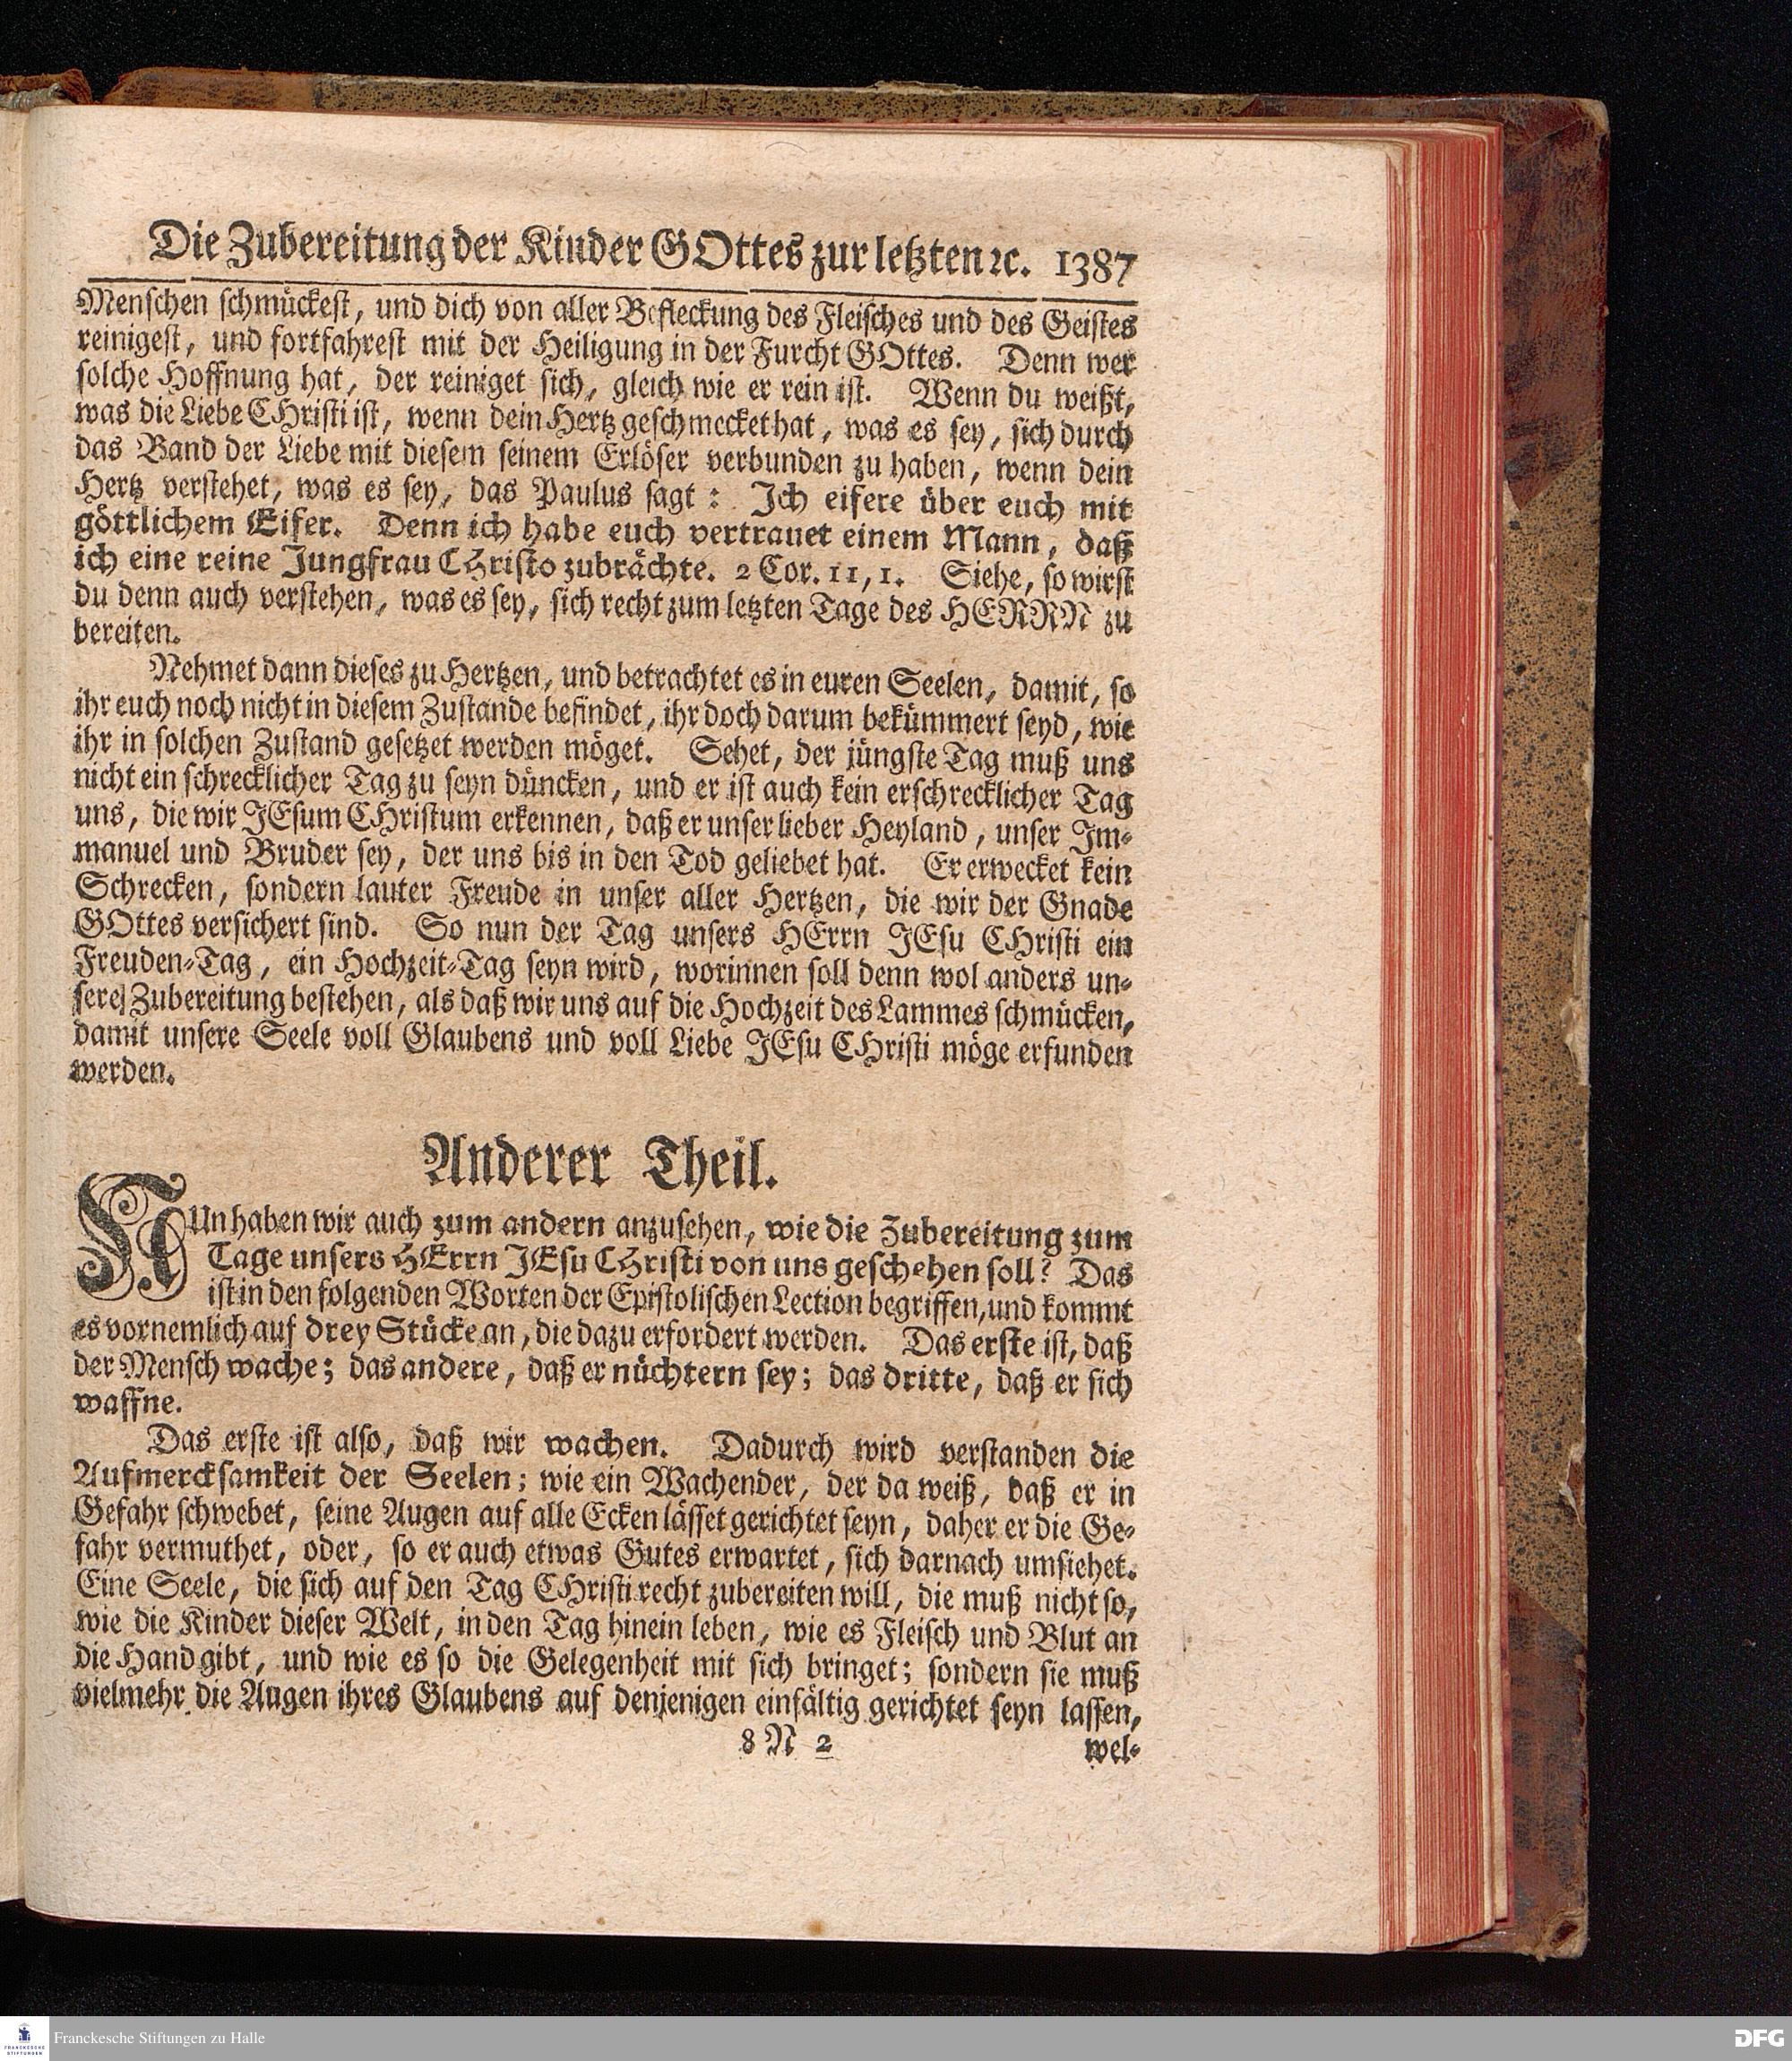 Die Zubereitung der Kinder GOttes zur letzten ꝛc. 1387
Menschen schmückest, und dich von aller Befleckung des Fleisches und des Geistes
reinigest, und fortfahrest mit der Heiligung in der Furcht GOttes. Denn wer
solche Hoffnung hat, der reiniget sich, gleich wie er rein ist. Wenn du weißt,
was die Liebe CHristi ist, wenn dein Hertz geschmecket hat, was es sey, sich durch
das Band der Liebe mit diesem seinem Erlöser verbunden zu haben, wenn dein
Hertz verstehet, was es sey, das Paulus sagt: Ich eifere über euch mit
göttlichem Eifer. Denn ich habe euch vertrauet einem Mann, daß
ich eine reine Jungfrau CHristo zubrächte. 2 Cor. 11, 1. Siehe, so wirst
du denn auch verstehen, was es sey, sich recht zum letzten Tage des HERRN zu
bereiten.
Nehmet dann dieses zu Hertzen, und betrachtet es in euren Seelen, damit, so
ihr euch noch nicht in diesem Zustande befindet, ihr doch darum bekümmert seyd, wie
ihr in solchen Zustand gesetzet werden möget. Sehet, der jüngste Tag muß uns
nicht ein schrecklicher Tag zu seyn düncken, und er ist auch kein erschrecklicher Tag
uns, die wir JEsum CHristum erkennen, daß er unser lieber Heyland, unser Im-
manuel und Bruder sey, der uns bis in den Tod geliebet hat. Er erwecket kein
Schrecken, sondern lauter Freude in unser aller Hertzen, die wir der Gnade
GOttes versichert sind. So nun der Tag unsers HErrn JEsu CHristi ein
Freuden-Tag, ein Hochzeit-Tag seyn wird, worinnen soll denn wol anders un-
sere Zubereitung bestehen, als daß wir uns auf die Hochzeit des Lammes schmücken,
damit unsere Seele voll Glaubens und voll Liebe JEsu CHristi möge erfunden
werden.
Anderer Theil.
NUn haben wir auch zum andern anzusehen, wie die Zubereitung zum
Tage unsers HErrn JEsu CHristi von uns geschehen soll? Das
ist in den folgenden Worten der Epistolischen Lection begriffen, und kommt
es vornemlich auf drey Stücke an, die dazu erfordert werden. Das erste ist, daß
der Mensch wache; das andere, daß er nüchtern sey; das dritte, daß er sich
waffne.
Das erste ist also, daß wir wachen. Dadurch wird verstanden die
Aufmercksamkeit der Seelen; wie ein Wachender, der da weiß, daß er in
Gefahr schwebet, seine Augen auf alle Ecken lässet gerichtet seyn, daher er die Ge-
fahr vermuthet, oder, so er auch etwas Gutes erwartet, sich darnach umsiehet.
Eine Seele, die sich auf den Tag CHristi recht zubereiten will, die muß nicht so,
wie die Kinder dieser Welt, in den Tag hinein leben, wie es Fleisch und Blut an
die Hand gibt, und wie es so die Gelegenheit mit sich bringet; sondern sie muß
vielmehr die Augen ihres Glaubens auf denjenigen einfältig gerichtet seyn lassen,
8 N 2 wel-
FRANCKESCHE STIFTUNGEN
Franckesche Stiftungen zu Halle
DFG